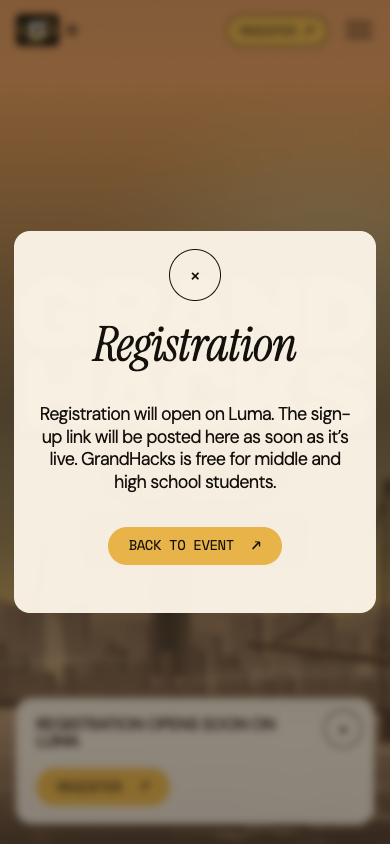 REGISTER ↗
×
Registration
Registration will open on Luma. The sign-
up link will be posted here as soon as it’s
live. GrandHacks is free for middle and
high school students.
BACK TO EVENT ↗
REGISTRATION OPENS SOON ON
LUMA
REGISTER ↗